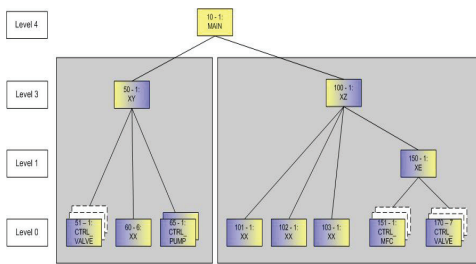 Level 4
10 - 1:
MAIN
Level 3
50 - 1:
XY
100 - 1:
XZ
Level 1
150 - 1:
XE
Level 0
51 – 1:
CTRL_
VALVE
60 - 6:
XX
65 - 1:
CTRL_
PUMP
101 - 1:
XX
102 - 1:
XX
103 - 1:
XX
151 - 1:
CTRL_
MFC
170 – 7
CTRL_
VALVE